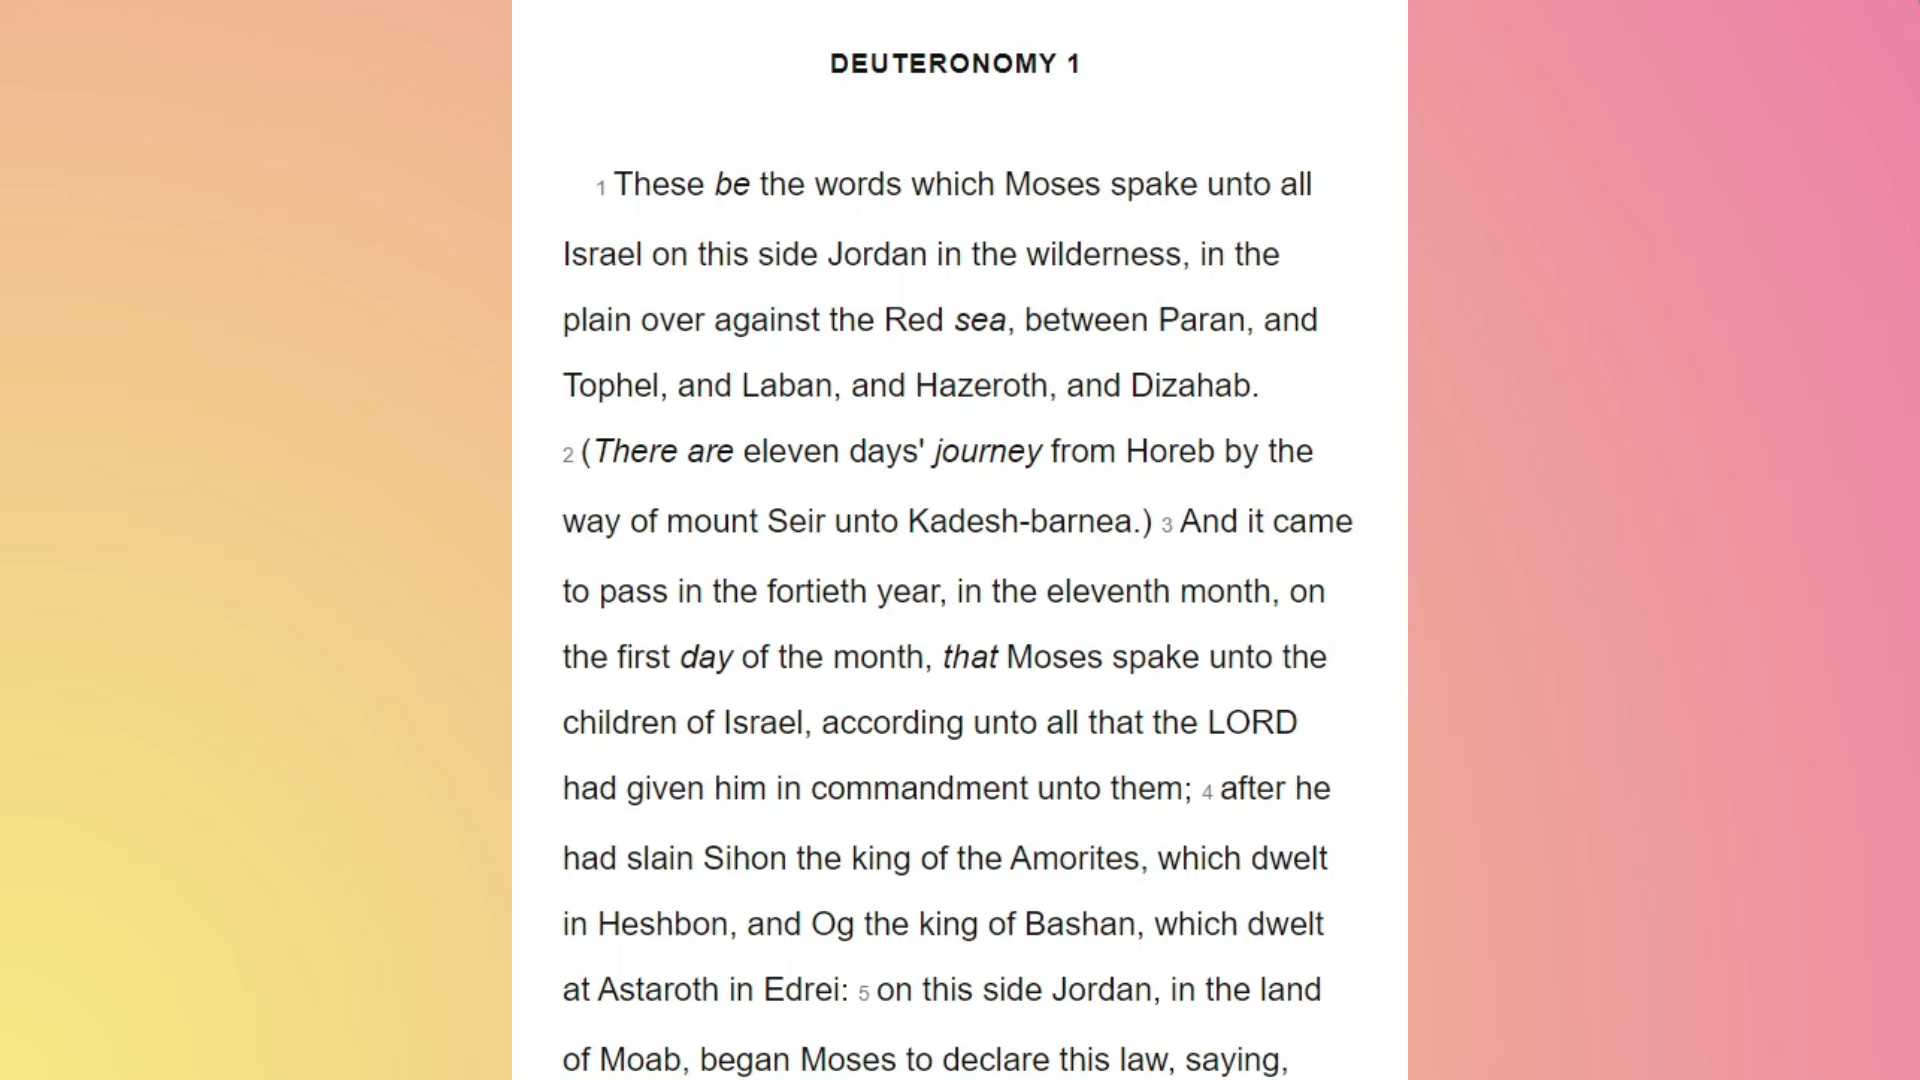 DEUTERONOMY 1
1 These be the words which Moses spake unto all
Israel on this side Jordan in the wilderness, in the
plain over against the Red sea, between Paran, and
Tophel, and Laban, and Hazeroth, and Dizahab.
2 (There are eleven days' journey from Horeb by the
way of mount Seir unto Kadesh-barnea.) 3 And it came
to pass in the fortieth year, in the eleventh month, on
the first day of the month, that Moses spake unto the
children of Israel, according unto all that the LORD
had given him in commandment unto them; 4 after he
had slain Sihon the king of the Amorites, which dwelt
in Heshbon, and Og the king of Bashan, which dwelt
at Astaroth in Edrei: 5 on this side Jordan, in the land
of Moab, began Moses to declare this law, saying,